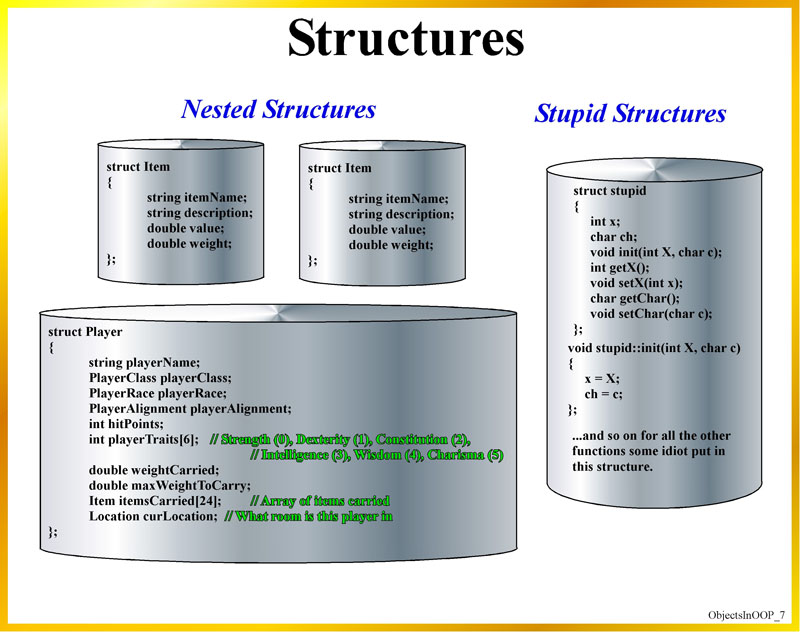 Structures
Nested Structures
struct Item
{
string itemName;
string description;
double value;
double weight;
};
struct Item
{
string itemName;
string description;
double value;
double weight;
};
struct Player
{
string playerName;
PlayerClass playerClass;
PlayerRace playerRace;
PlayerAlignment playerAlignment;
int hitPoints;
int playerTraits[6]; // Strength (0), Dexterity (1), Constitution (2),
// Intelligence (3), Wisdom (4), Charisma (5)
double weightCarried;
double maxWeightToCarry;
Item itemsCarried[24]; // Array of items carried
Location curLocation; // What room is this player in
};
Stupid Structures
struct stupid
{
int x;
char ch;
void init(int X, char c);
int getX();
void setX(int x);
char getChar();
void setChar(char c);
};
void stupid::init(int X, char c)
{
x = X;
ch = c;
};
...and so on for all the other
functions some idiot put in
this structure.
ObjectsInOOP_7